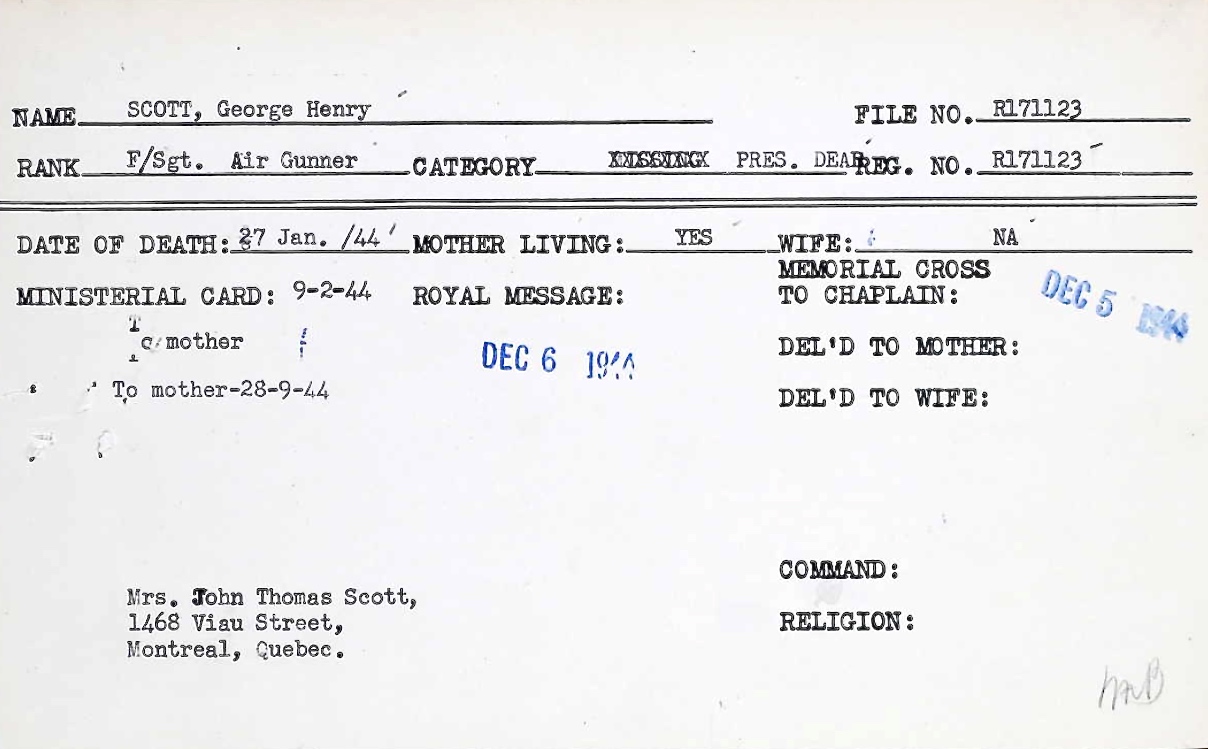 NAME SCOTT, George Henry FILE NO. R171123
RANK F/Sgt. Air Gunner CATEGORY MISSING PRES. DEAD REG. NO. R171123
DATE OF DEATH: 27 Jan. /44 MOTHER LIVING: YES WIFE: NA
MINISTERIAL CARD: 9-2-44 ROYAL MESSAGE: MEMORIAL CROSS
TO CHAPLAIN: DEC 5 1944
To mother DEC 6 1944 DEL'D TO MOTHER:
To mother-28-9-44 DEL'D TO WIFE:
COMMAND:
Mrs. John Thomas Scott,
1468 Viau Street, RELIGION:
Montreal, Quebec.